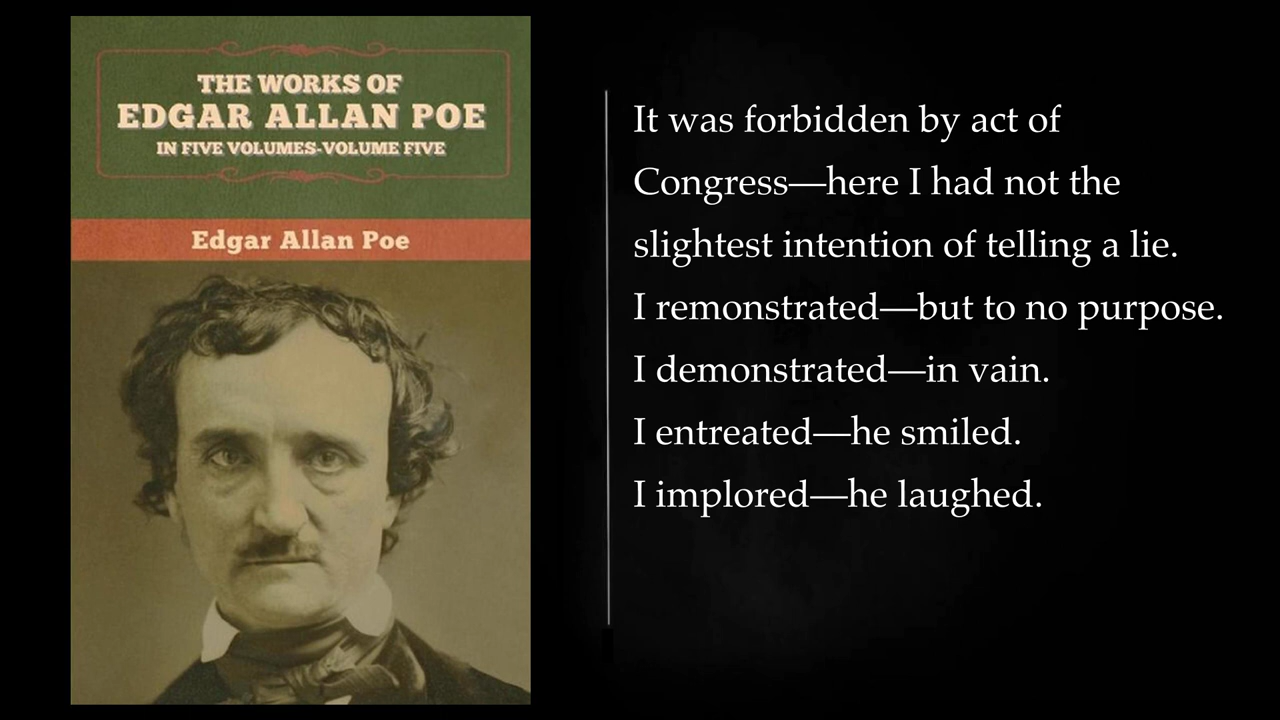 THE WORKS OF
EDGAR ALLAN POE
IN FIVE VOLUMES-VOLUME FIVE
Edgar Allan Poe
It was forbidden by act of
Congress—here I had not the
slightest intention of telling a lie.
I remonstrated—but to no purpose.
I demonstrated—in vain.
I entreated—he smiled.
I implored—he laughed.